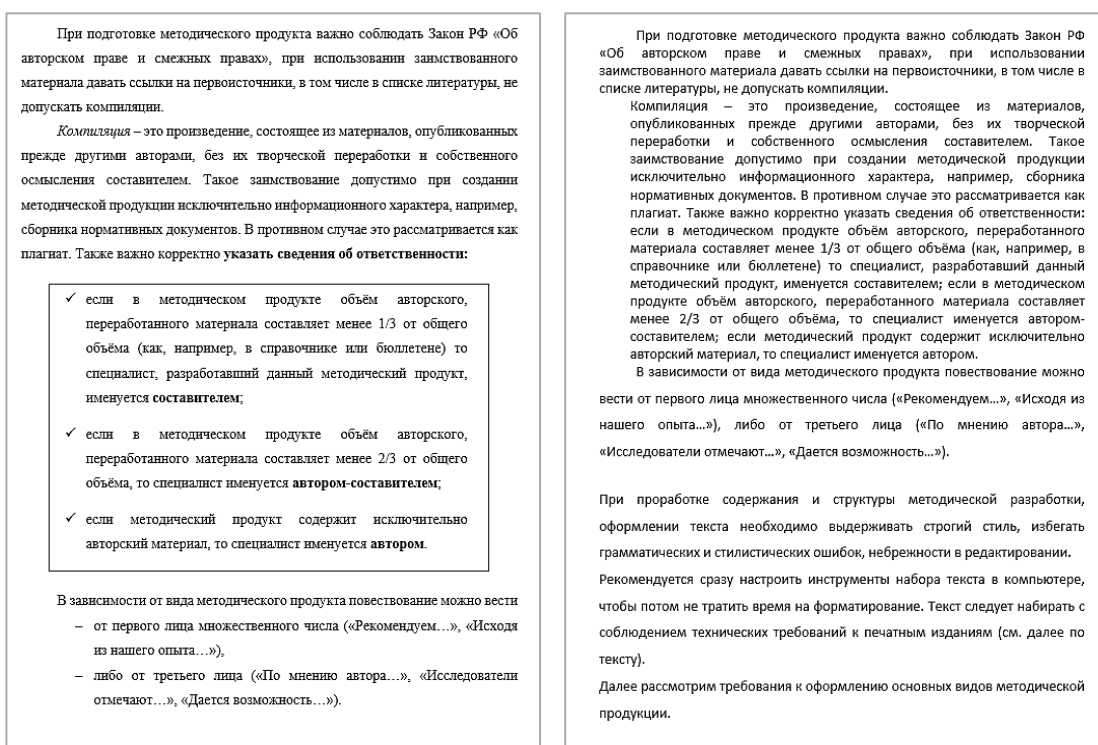 При подготовке методического продукта важно соблюдать Закон РФ «Об
авторском праве и смежных правах», при использовании заимствованного
материала давать ссылки на первоисточники, в том числе в списке литературы, не
допускать компиляции.
Компиляция – это произведение, состоящее из материалов, опубликованных
прежде другими авторами, без их творческой переработки и собственного
осмысления составителем. Такое заимствование допустимо при создании
методической продукции исключительно информационного характера, например,
сборника нормативных документов. В противном случае это рассматривается как
плагиат. Также важно корректно указать сведения об ответственности:
✓ если в методическом продукте объём авторского,
переработанного материала составляет менее 1/3 от общего
объёма (как, например, в справочнике или бюллетене) то
специалист, разработавший данный методический продукт,
именуется составителем;
✓ если в методическом продукте объём авторского,
переработанного материала составляет менее 2/3 от общего
объёма, то специалист именуется автором-составителем;
✓ если методический продукт содержит исключительно
авторский материал, то специалист именуется автором.
В зависимости от вида методического продукта повествование можно вести
– от первого лица множественного числа («Рекомендуем…», «Исходя
из нашего опыта…»),
– либо от третьего лица («По мнению автора…», «Исследователи
отмечают…», «Дается возможность…»).
При подготовке методического продукта важно соблюдать Закон РФ
«Об авторском праве и смежных правах», при использовании
заимствованного материала давать ссылки на первоисточники, в том числе в
списке литературы, не допускать компиляции.
Компиляция – это произведение, состоящее из материалов,
опубликованных прежде другими авторами, без их творческой
переработки и собственного осмысления составителем. Такое
заимствование допустимо при создании методической продукции
исключительно информационного характера, например, сборника
нормативных документов. В противном случае это рассматривается как
плагиат. Также важно корректно указать сведения об ответственности:
если в методическом продукте объём авторского, переработанного
материала составляет менее 1/3 от общего объёма (как, например, в
справочнике или бюллетене) то специалист, разработавший данный
методический продукт, именуется составителем; если в методическом
продукте объём авторского, переработанного материала составляет
менее 2/3 от общего объёма, то специалист именуется автором-
составителем; если методический продукт содержит исключительно
авторский материал, то специалист именуется автором.
В зависимости от вида методического продукта повествование можно
вести от первого лица множественного числа («Рекомендуем…», «Исходя из
нашего опыта…»), либо от третьего лица («По мнению автора…»,
«Исследователи отмечают…», «Дается возможность…»).
При проработке содержания и структуры методической разработки,
оформлении текста необходимо выдерживать строгий стиль, избегать
грамматических и стилистических ошибок, небрежности в редактировании.
Рекомендуется сразу настроить инструменты набора текста в компьютере,
чтобы потом не тратить время на форматирование. Текст следует набирать с
соблюдением технических требований к печатным изданиям (см. далее по
тексту).
Далее рассмотрим требования к оформлению основных видов методической
продукции.